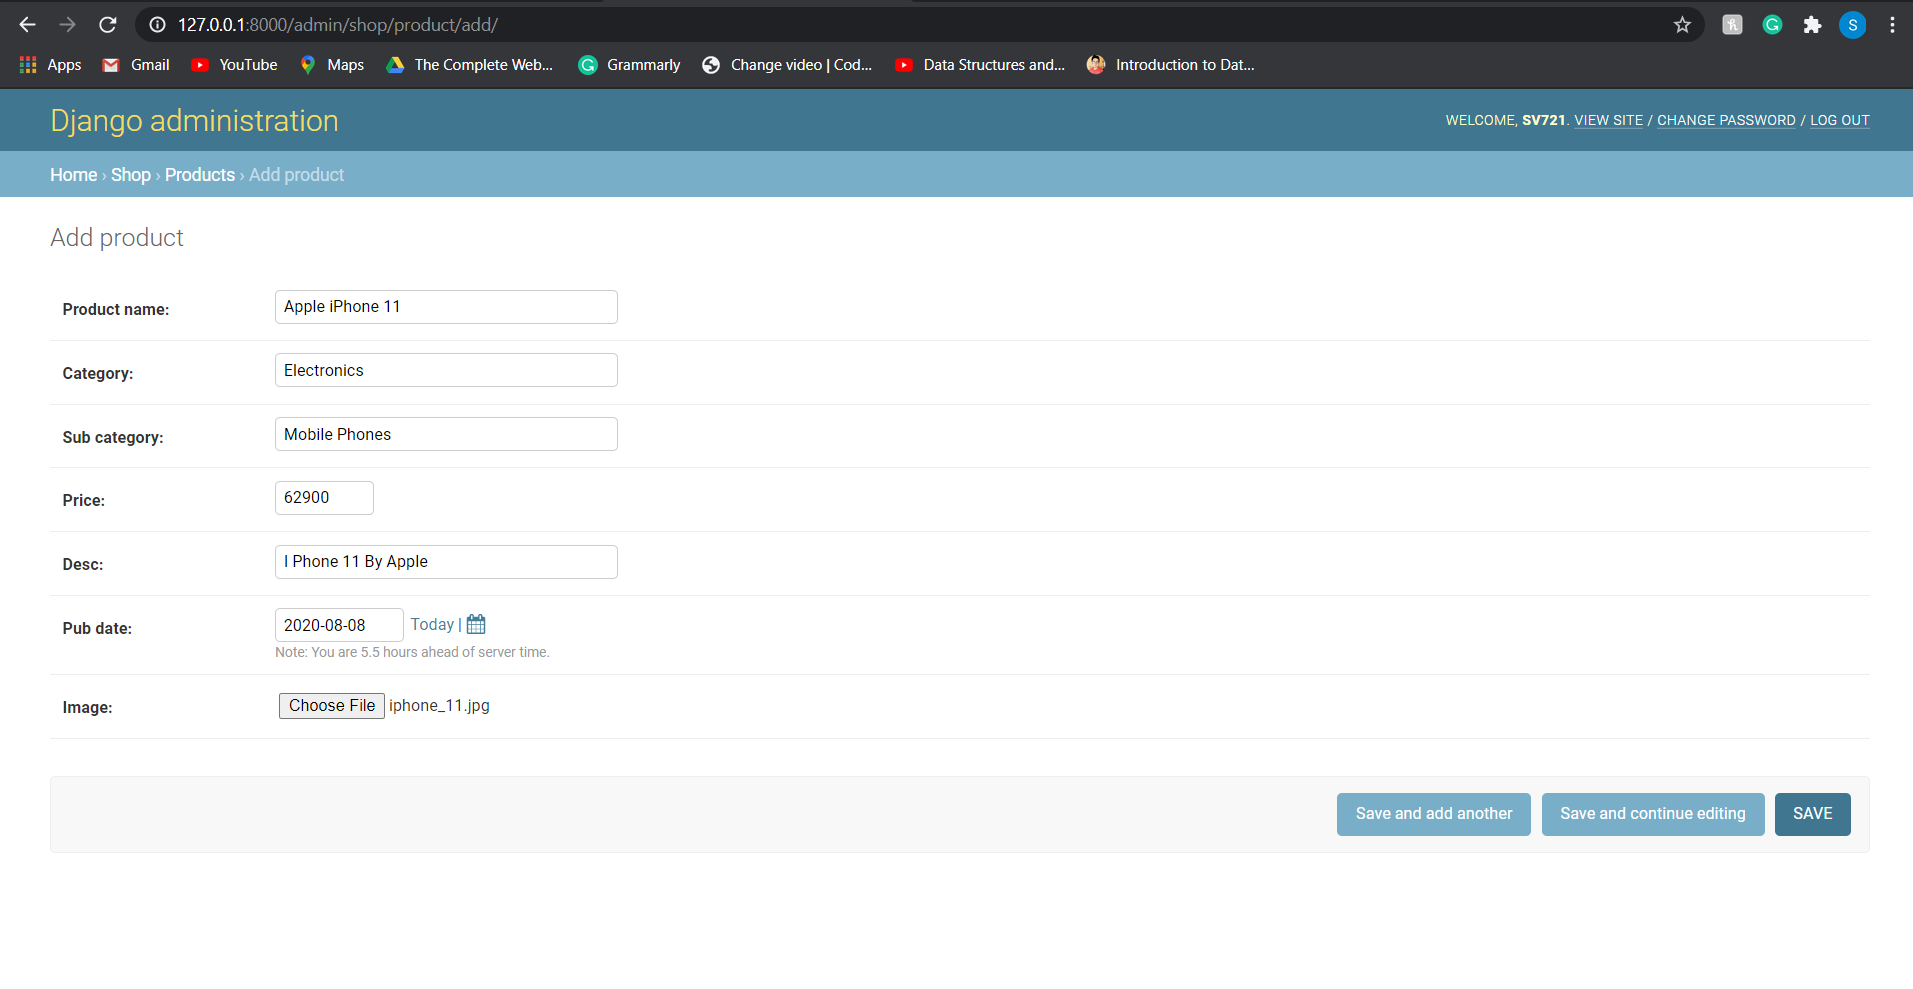 127.0.0.1:8000/admin/shop/product/add/
S
Apps Gmail YouTube Maps The Complete Web... Grammarly Change video | Cod... Data Structures and... Introduction to Dat...
Django administration
WELCOME, SV721. VIEW SITE / CHANGE PASSWORD / LOG OUT
Home › Shop › Products › Add product
Add product
Product name: Apple iPhone 11
Category: Electronics
Sub category: Mobile Phones
Price: 62900
Desc: I Phone 11 By Apple
Pub date: 2020-08-08 Today |
Note: You are 5.5 hours ahead of server time.
Image: Choose File iphone_11.jpg
Save and add another Save and continue editing SAVE